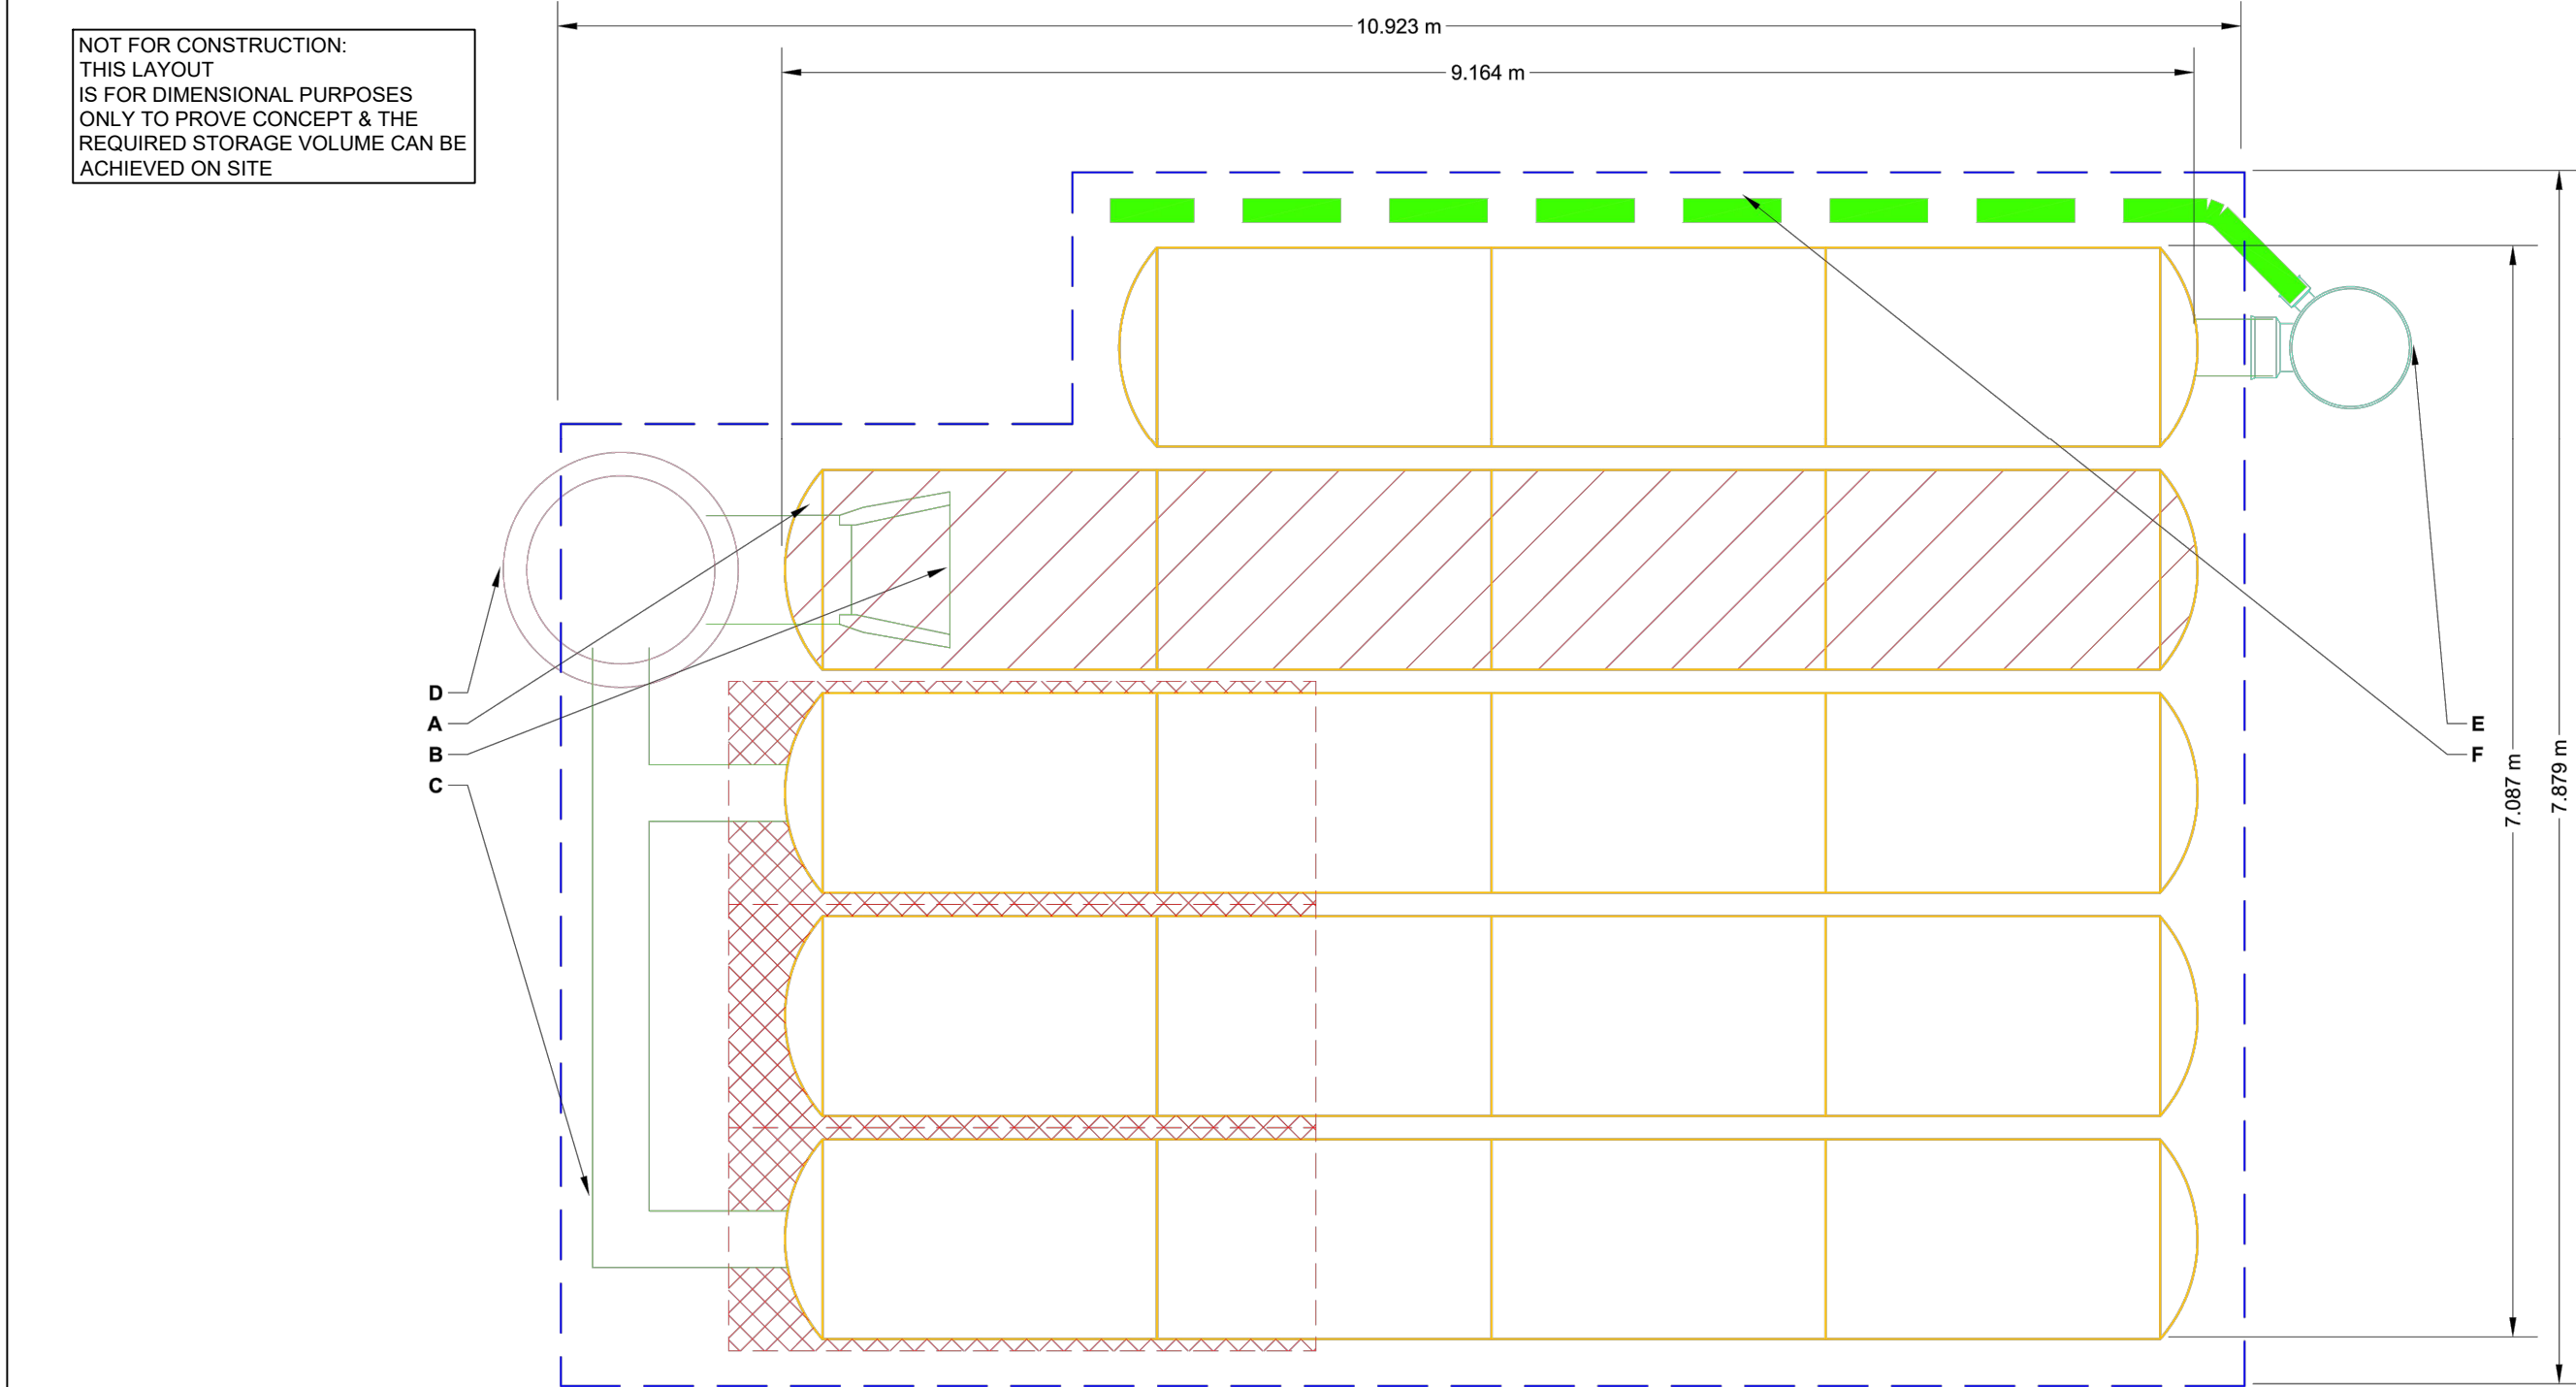 10.923 m
9.164 m
NOT FOR CONSTRUCTION:
THIS LAYOUT
IS FOR DIMENSIONAL PURPOSES
ONLY TO PROVE CONCEPT & THE
REQUIRED STORAGE VOLUME CAN BE
ACHIEVED ON SITE
D
A
B
C
E
F
7.087 m
7.879 m